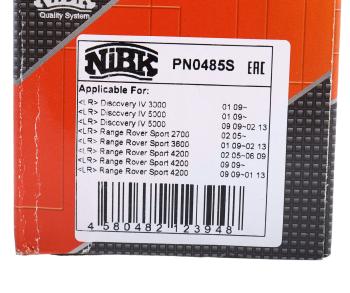 NiBK
Quality System
NiBK PN0485S EAC
Applicable For:
<LR> Discovery IV 3000 01 09~
<LR> Discovery IV 5000 01 09~
<LR> Discovery IV 5000 09 09~02 13
<LR> Range Rover Sport 2700 02 05~
<LR> Range Rover Sport 3600 01 09~02 13
<LR> Range Rover Sport 4200 02 05~06 09
<LR> Range Rover Sport 4200 09 09~
<LR> Range Rover Sport 4200 09 09~01 13
4 580482 123948